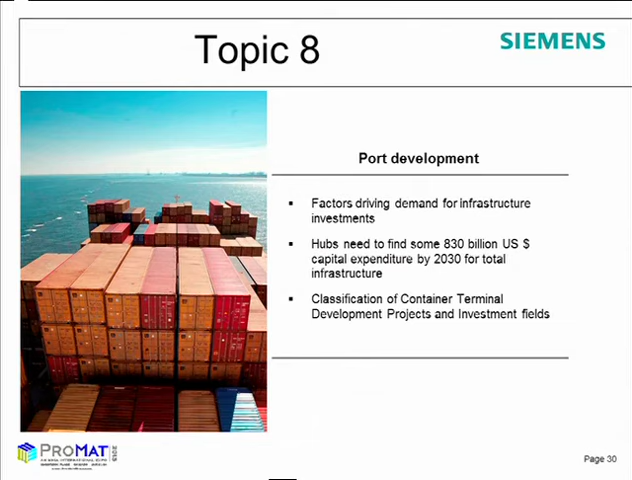 Topic 8
SIEMENS
Port development
Factors driving demand for infrastructure
investments
Hubs need to find some 830 billion US $
capital expenditure by 2030 for total
infrastructure
Classification of Container Terminal
Development Projects and Investment fields
PROMAT
2013
Page 30